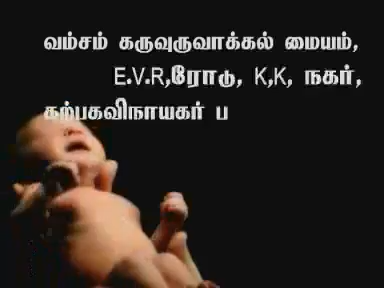 வம்சம் கருவுருவாக்கல் மையம்,
E.V.R,ரோடு, K,K, நகர்,
கற்பகவிநாயகர் ப